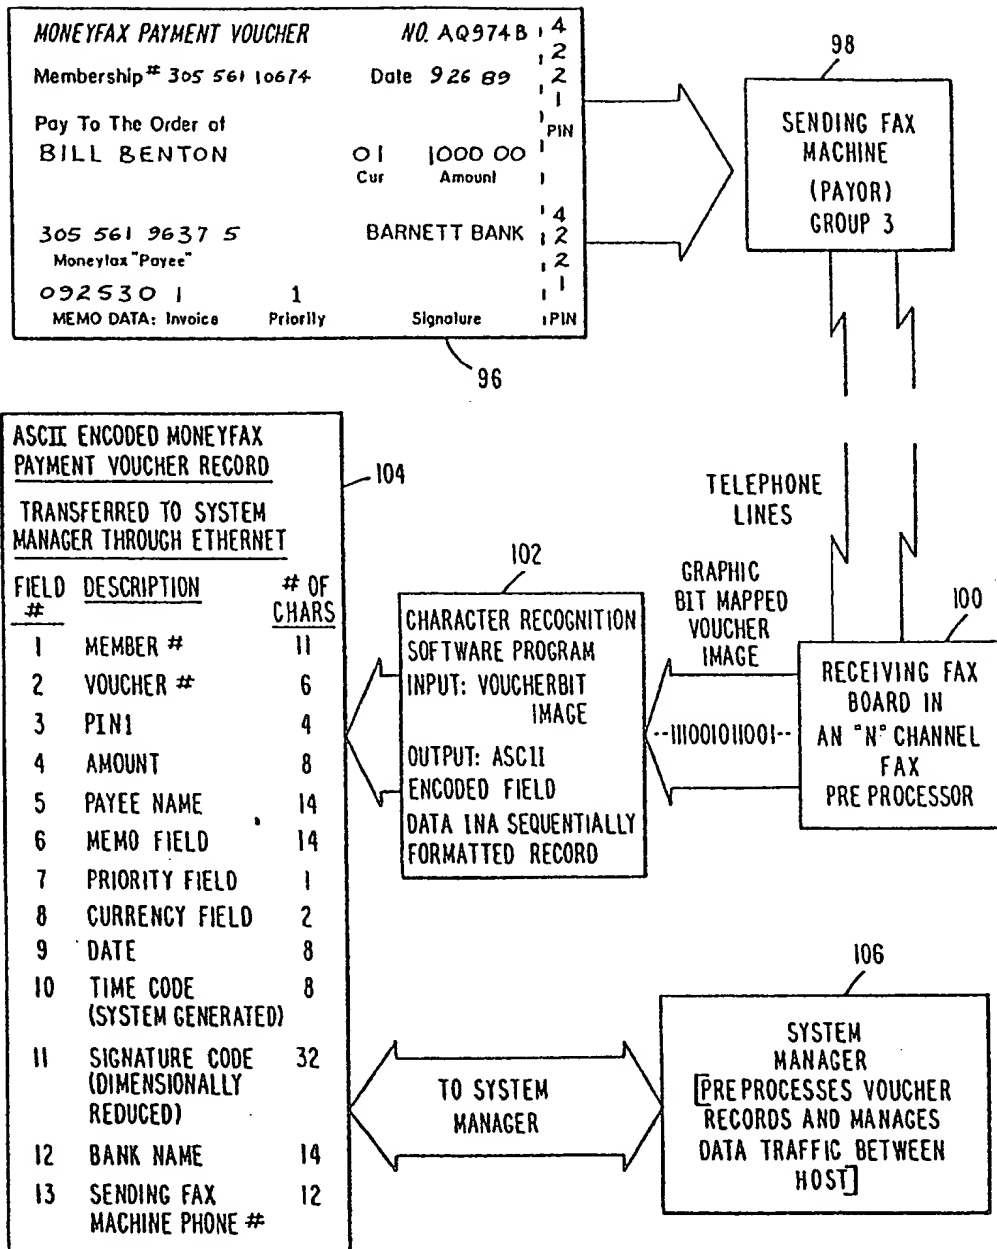 MONEYFAX PAYMENT VOUCHER NO. AQ974B
Membership# 305 561 10674 Date 9 26 89
4
2
2
1
PIN
Pay To The Order of
BILL BENTON 01 1000 00
Cur Amount
305 561 9637 5 BARNETT BANK
Moneyfax "Payee"
4
2
2
1
092530 1 1
MEMO DATA: Invoice Priority Signature PIN
96
98
SENDING FAX
MACHINE
(PAYOR)
GROUP 3
TELEPHONE
LINES
100
RECEIVING FAX
BOARD IN
AN "N" CHANNEL
FAX
PRE PROCESSOR
GRAPHIC
BIT MAPPED
VOUCHER
IMAGE
--111001011001--
102
CHARACTER RECOGNITION
SOFTWARE PROGRAM
INPUT: VOUCHERBIT
IMAGE
OUTPUT: ASCII
ENCODED FIELD
DATA INA SEQUENTIALLY
FORMATTED RECORD
104
ASCII ENCODED MONEYFAX
PAYMENT VOUCHER RECORD
TRANSFERRED TO SYSTEM
MANAGER THROUGH ETHERNET
FIELD # DESCRIPTION # OF CHARS
1 MEMBER # 11
2 VOUCHER # 6
3 PIN1 4
4 AMOUNT 8
5 PAYEE NAME 14
6 MEMO FIELD 14
7 PRIORITY FIELD 1
8 CURRENCY FIELD 2
9 DATE 8
10 TIME CODE 8
(SYSTEM GENERATED)
11 SIGNATURE CODE 32
(DIMENSIONALLY
REDUCED)
12 BANK NAME 14
13 SENDING FAX 12
MACHINE PHONE #
TO SYSTEM
MANAGER
106
SYSTEM
MANAGER
[PREPROCESSES VOUCHER
RECORDS AND MANAGES
DATA TRAFFIC BETWEEN
HOST]